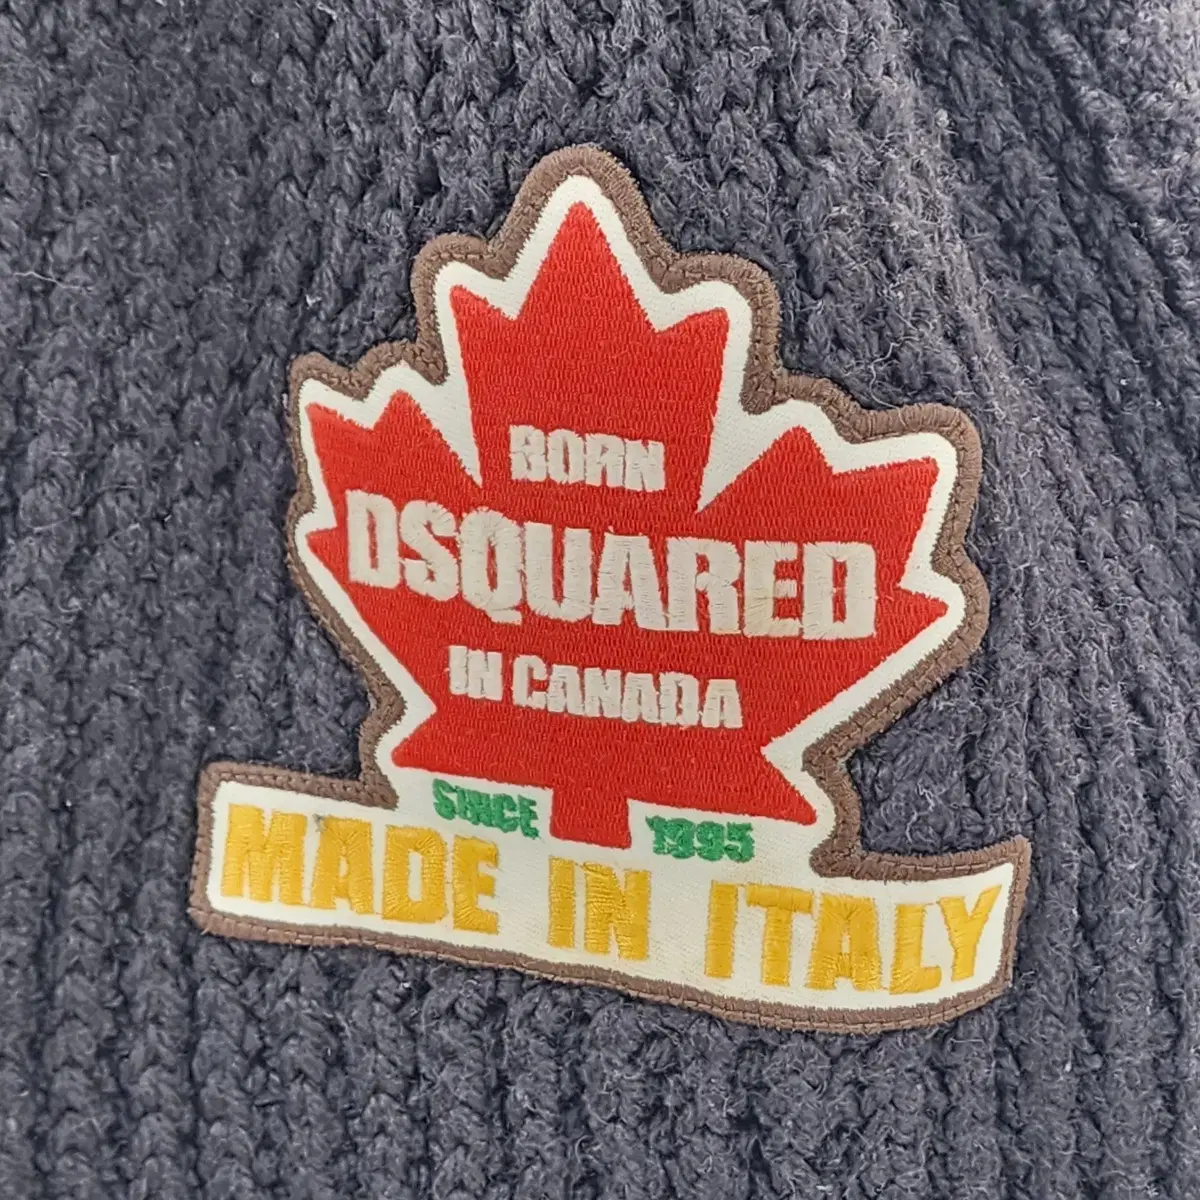 BORN
DSQUARED
IN CANADA
SINCE 1995
MADE IN ITALY